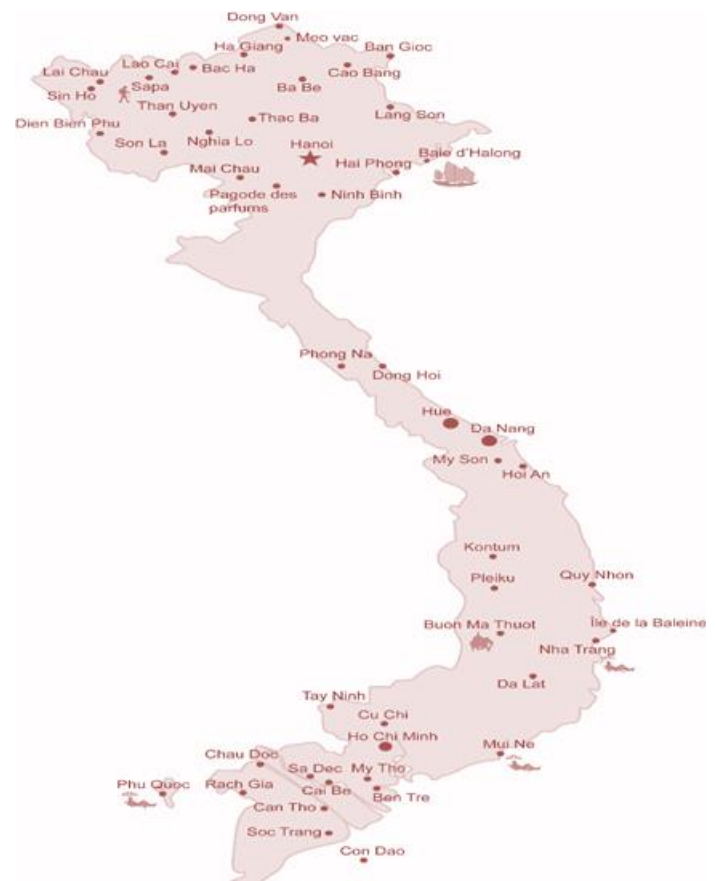 Dong Van
Meo vac
Ha Giang
Ban Gioc
Lao Cai
Bac Ha
Lai Chau
Cao Bang
Sapa
Ba Be
Sin Ho
Than Uyen
Thac Ba
Lang Son
Dien Bien Phu
Son La
Nghia Lo
Hanoi
Baie d'Halong
Hai Phong
Mai Chau
Pagode des
parfums
Ninh Binh
Phong Na
Dong Hoi
Hue
Da Nang
My Son
Hoi An
Kontum
Pleiku
Quy Nhon
Buon Ma Thuot
Île de la Baleine
Nha Trang
Da Lat
Tay Ninh
Cu Chi
Ho Chi Minh
Mui Ne
Chau Doc
Sa Dec
My Tho
Phu Quoc
Rach Gia
Cai Be
Ben Tre
Can Tho
Soc Trang
Con Dao